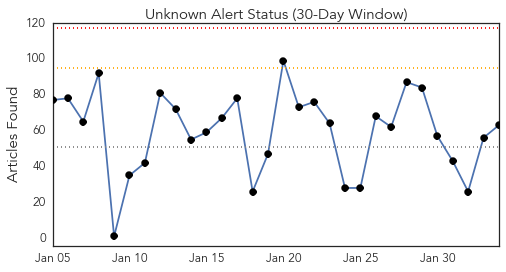 Unknown Alert Status (30-Day Window)
120
100
80
60
40
20
0
Articles Found
Jan 05 Jan 10 Jan 15 Jan 20 Jan 25 Jan 30